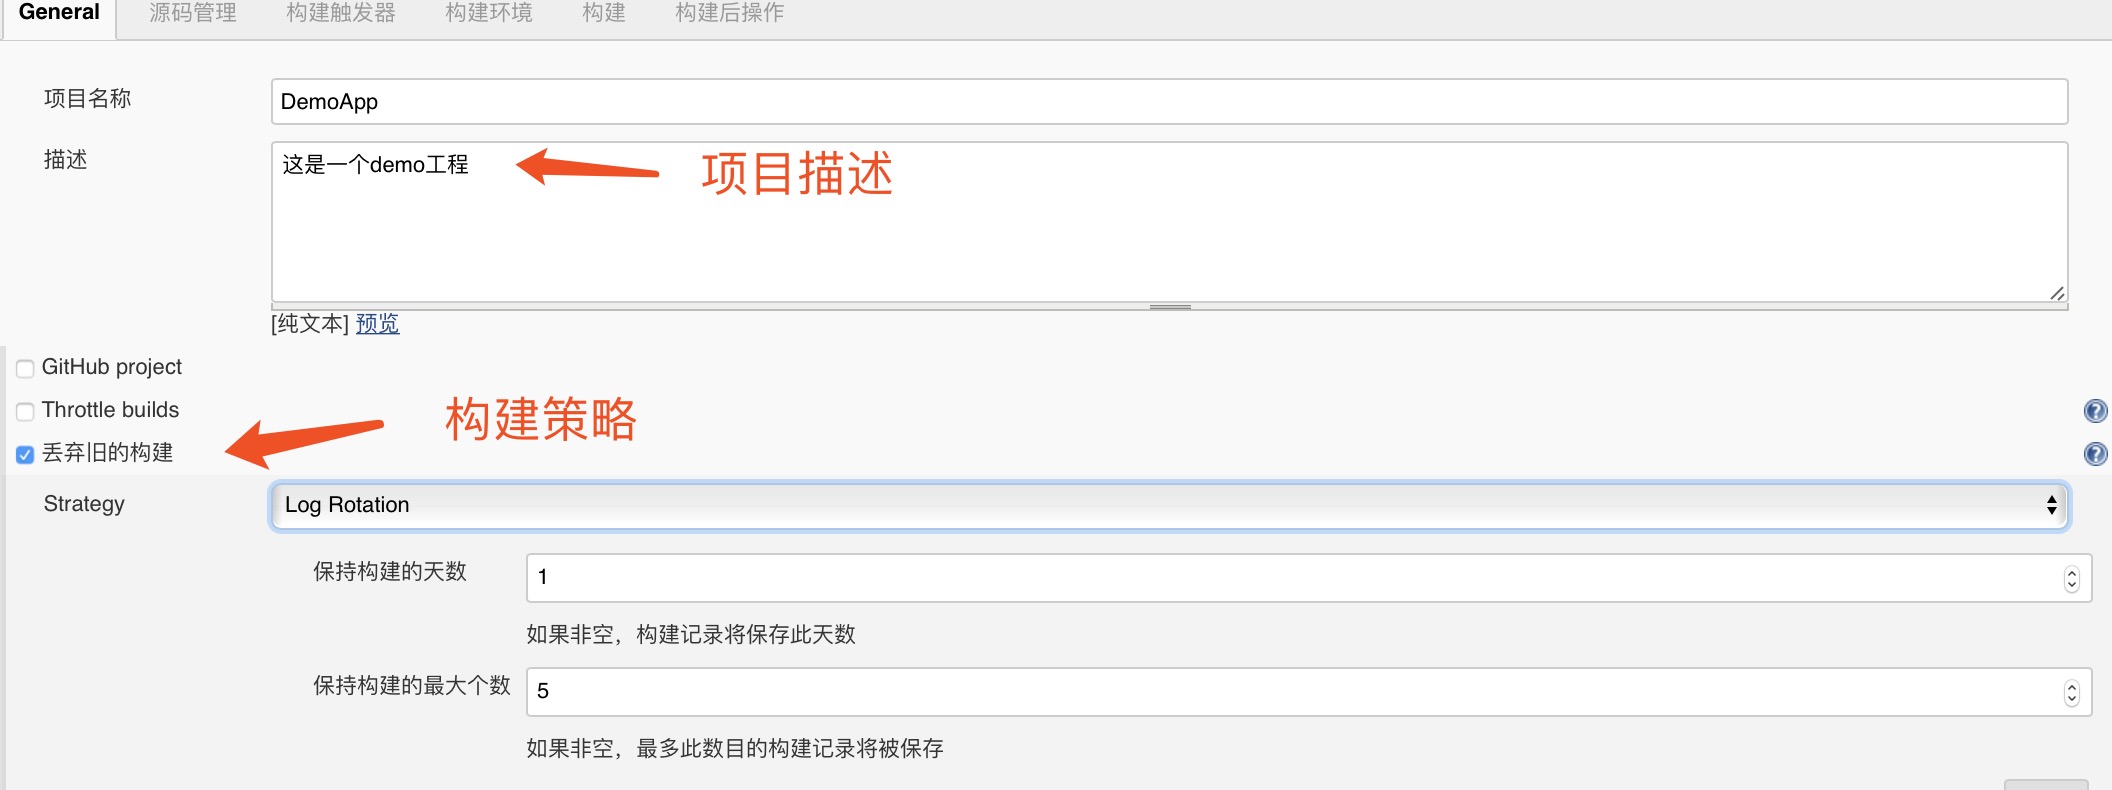 General 源码管理 构建触发器 构建环境 构建 构建后操作
项目名称 DemoApp
描述 这是一个demo工程 项目描述
[纯文本] 预览
GitHub project
Throttle builds
构建策略
丢弃旧的构建
Strategy Log Rotation
保持构建的天数 1
如果非空，构建记录将保存此天数
保持构建的最大个数 5
如果非空，最多此数目的构建记录将被保存